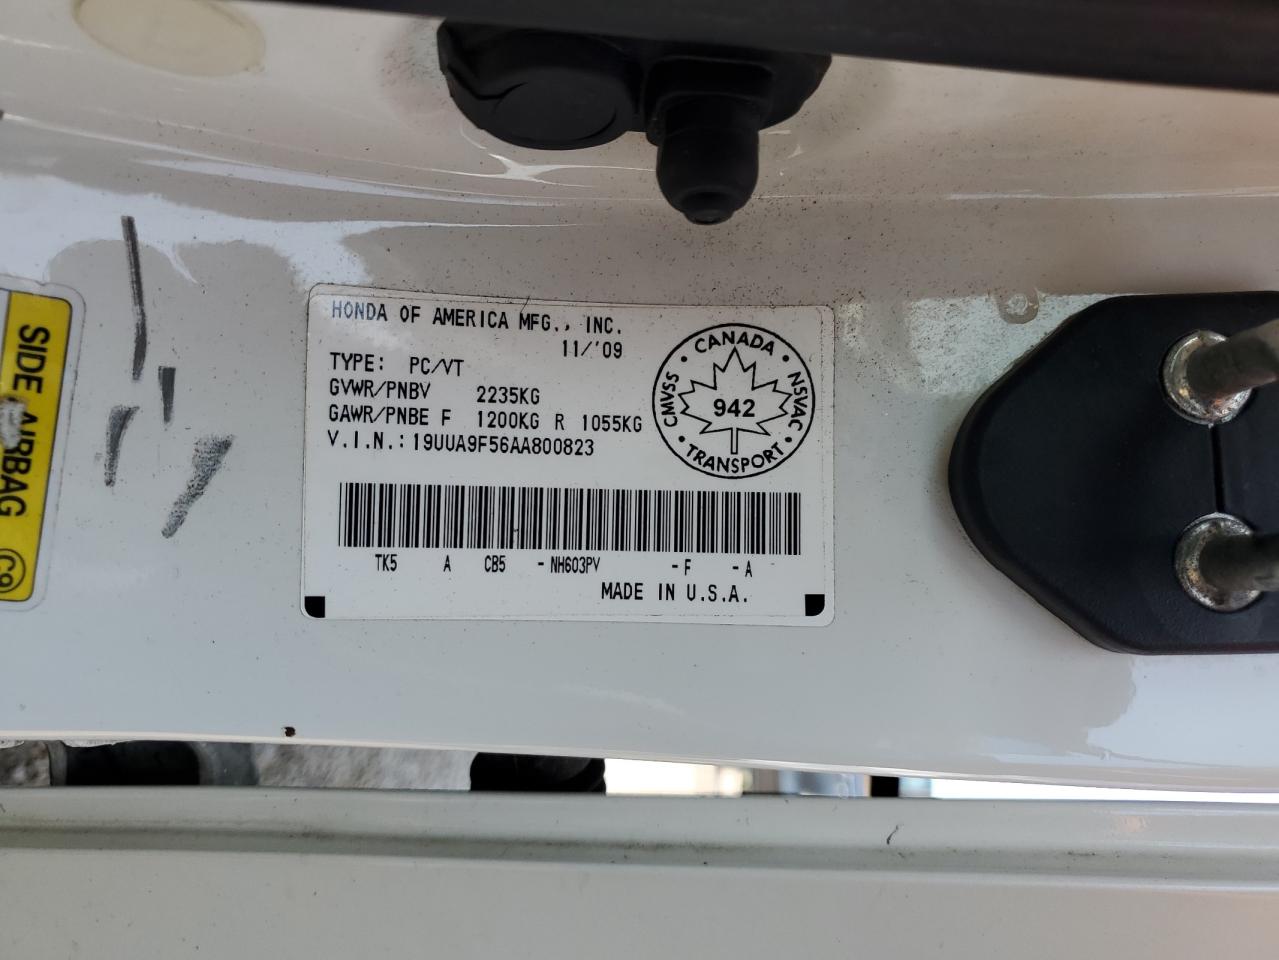 HONDA OF AMERICA MFG., INC.
11/'09
TYPE: PC/VT
GVWR/PNBV 2235KG
GAWR/PNBE F 1200KG R 1055KG
V.I.N.: 19UUA9F56AA800823
CANADA
CMVSS
NSVAC
942
TRANSPORT
TK5 A CB5 -NH603PV -F -A
MADE IN U.S.A.
SIDE AIRBAG